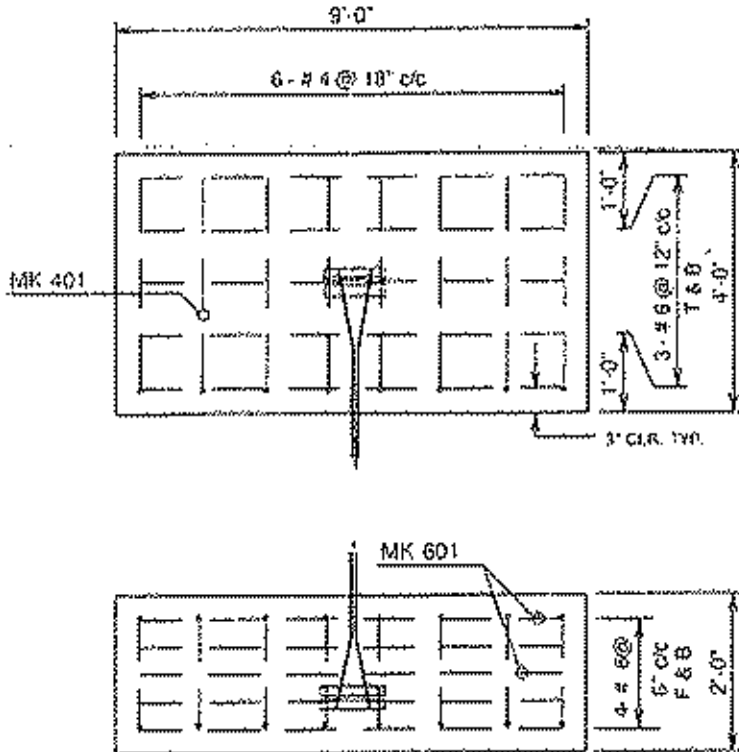 9'-0"
6 - # 4 @ 18" c/c
1'-0"
3 - # 6 @ 12" c/c
T & B
4'-0"
MK 401
1'-0"
3" CLR. TYP.
MK 601
4 - # 6 @
6" c/c
F & B
2'-0"